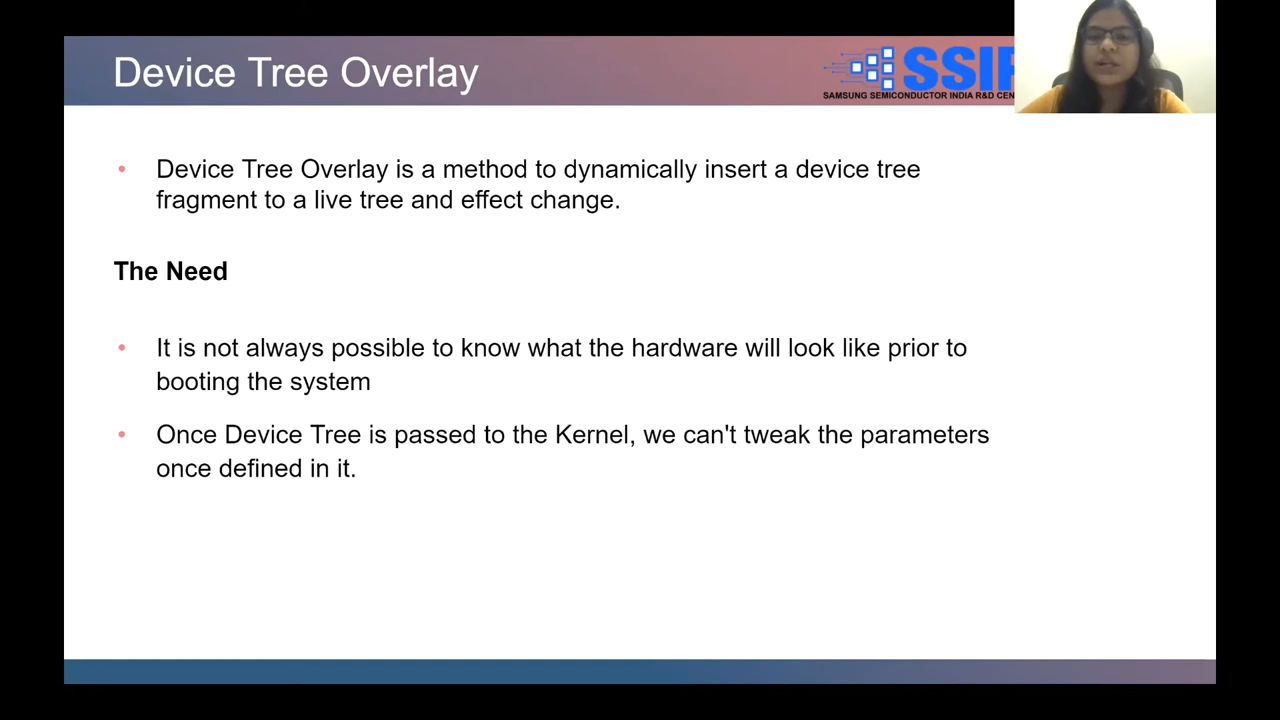 Device Tree Overlay
SSI
SAMSUNG SEMICONDUCTOR INDIA R&D
• Device Tree Overlay is a method to dynamically insert a device tree
fragment to a live tree and effect change.
The Need
• It is not always possible to know what the hardware will look like prior to
booting the system
• Once Device Tree is passed to the Kernel, we can't tweak the parameters
once defined in it.